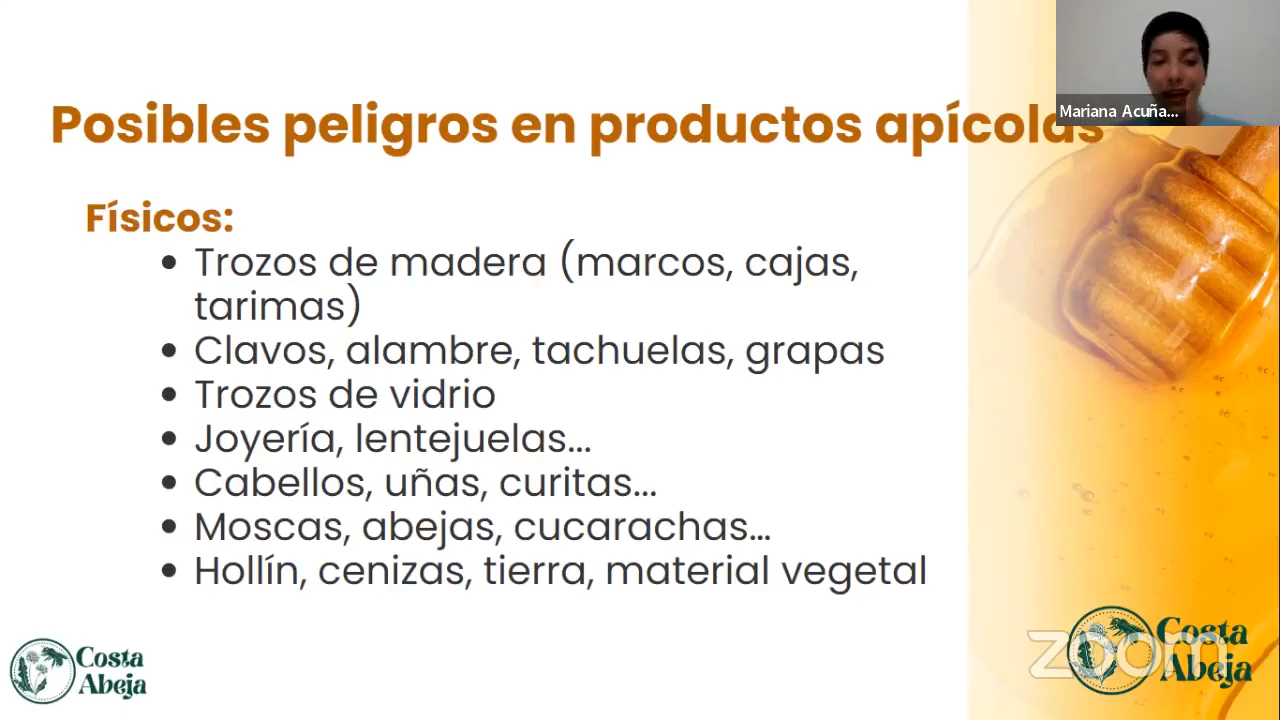 Posibles peligros en productos apícolas
Mariana Acuña...
Físicos:
• Trozos de madera (marcos, cajas,
tarimas)
• Clavos, alambre, tachuelas, grapas
• Trozos de vidrio
• Joyería, lentejuelas...
• Cabellos, uñas, curitas...
• Moscas, abejas, cucarachas...
• Hollín, cenizas, tierra, material vegetal
Costa
Abeja
zoom
Costa
Abeja